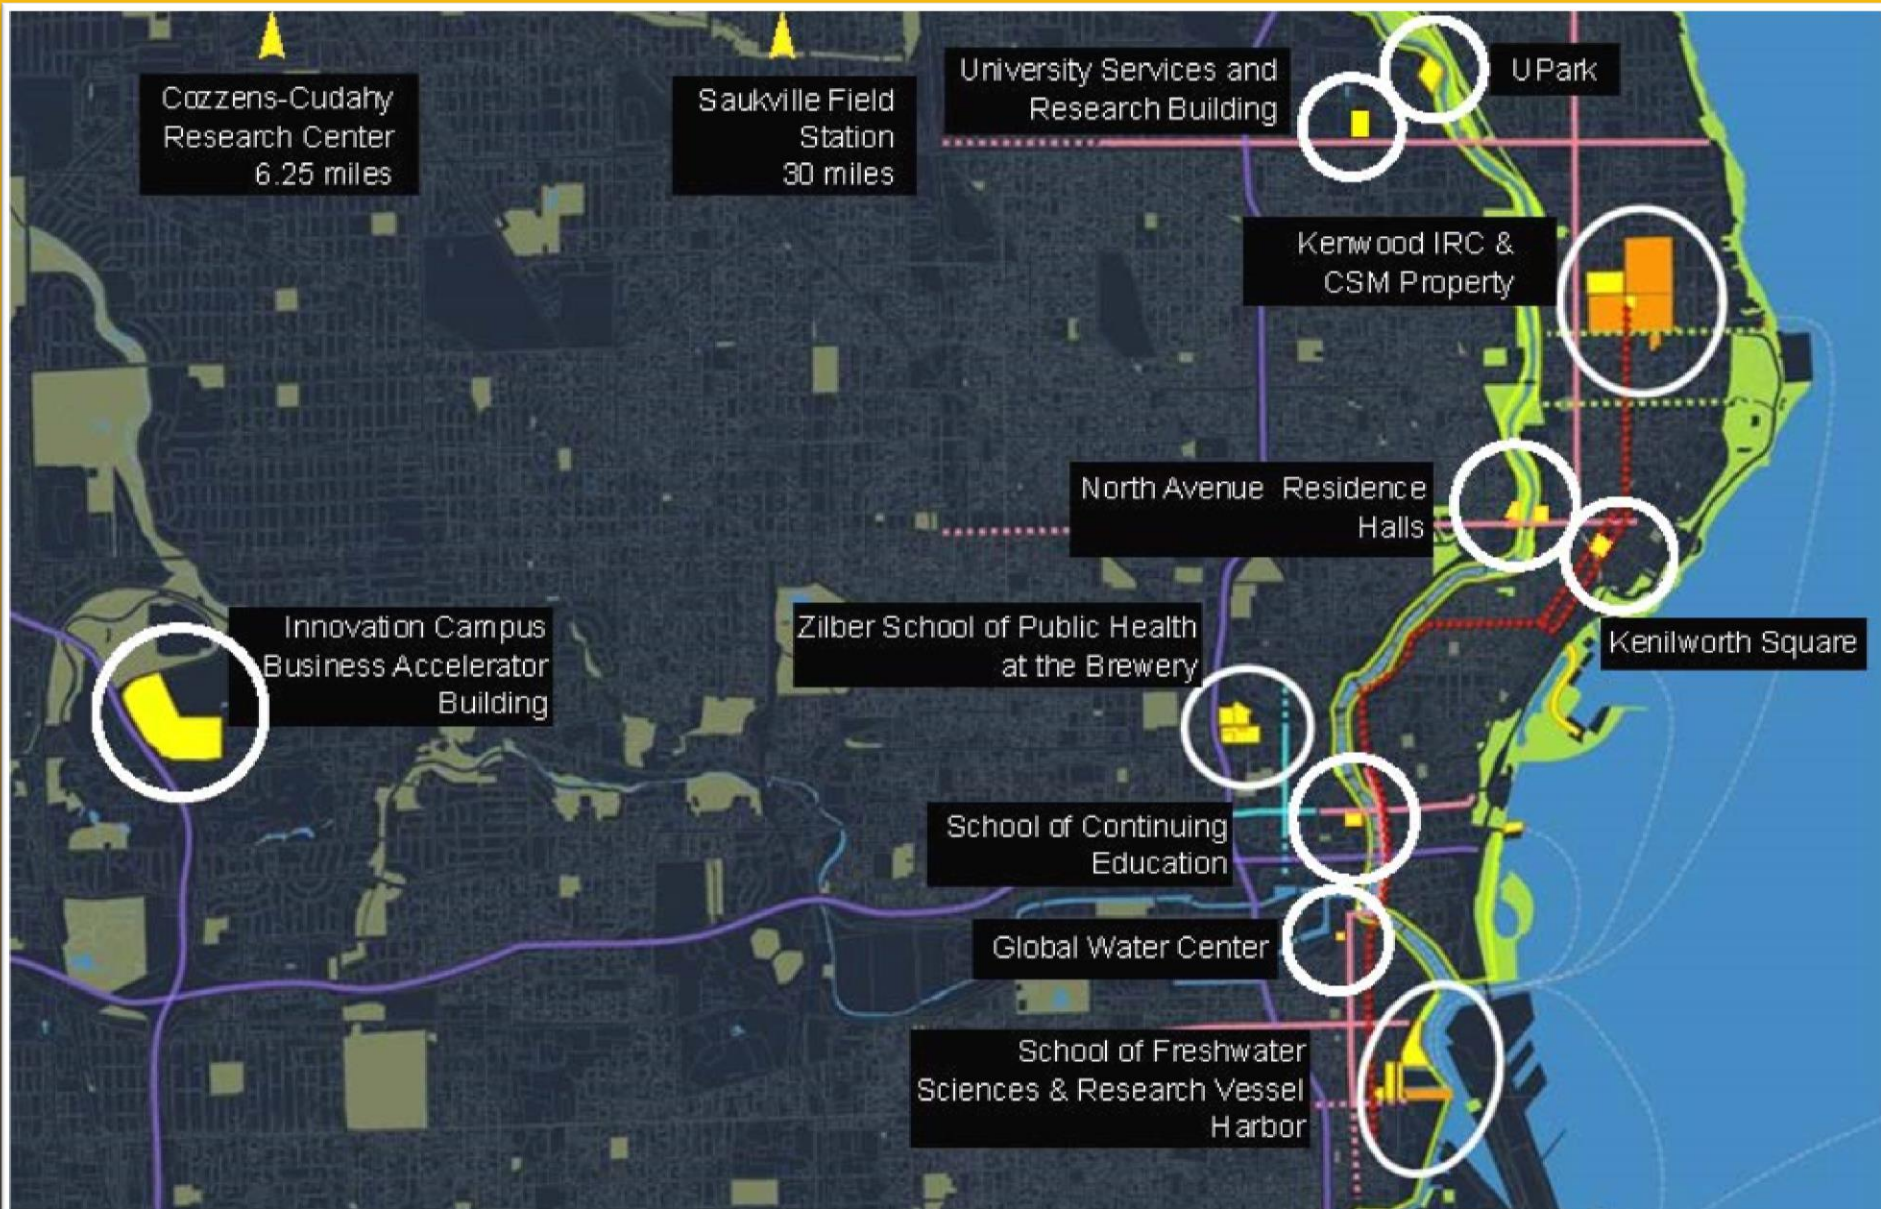 Cozzens-Cudahy
Research Center
6.25 miles
Saukville Field
Station
30 miles
University Services and
Research Building
UPark
Kenwood IRC &
CSM Property
North Avenue Residence
Halls
Innovation Campus
Business Accelerator
Building
Zilber School of Public Health
at the Brewery
Kenilworth Square
School of Continuing
Education
Global Water Center
School of Freshwater
Sciences & Research Vessel
Harbor